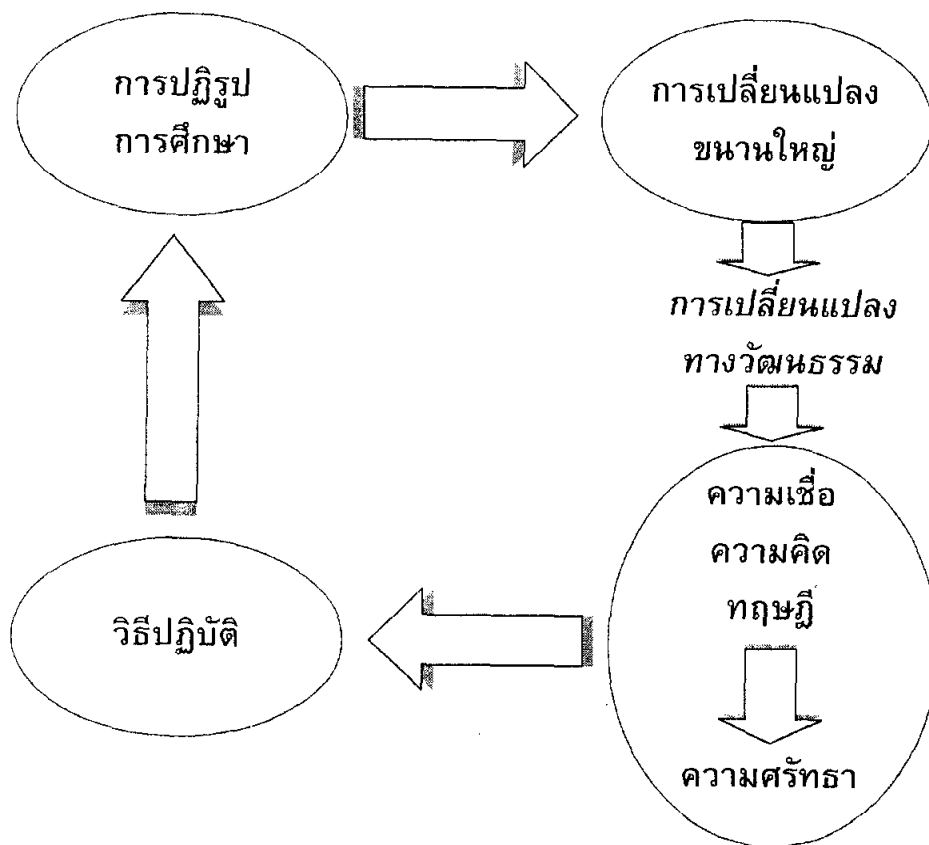 การปฏิรูป
การศึกษา
การเปลี่ยนแปลง
ขนานใหญ่
การเปลี่ยนแปลง
ทางวัฒนธรรม
ความเชื่อ
ความคิด
ทฤษฎี
ความศรัทธา
วิธีปฏิบัติ